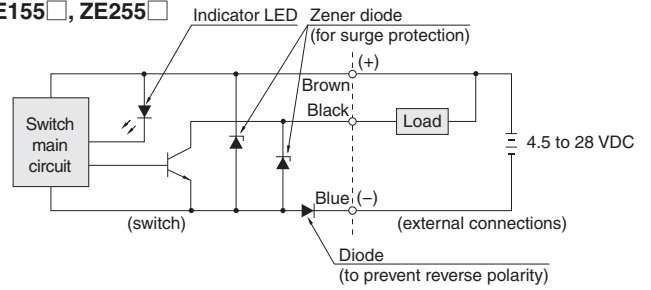 E155□, ZE255□
Indicator LED
Zener diode
(for surge protection)
(+)
Brown
Black
Load
Switch
main
circuit
4.5 to 28 VDC
Blue
(−)
(switch)
(external connections)
Diode
(to prevent reverse polarity)